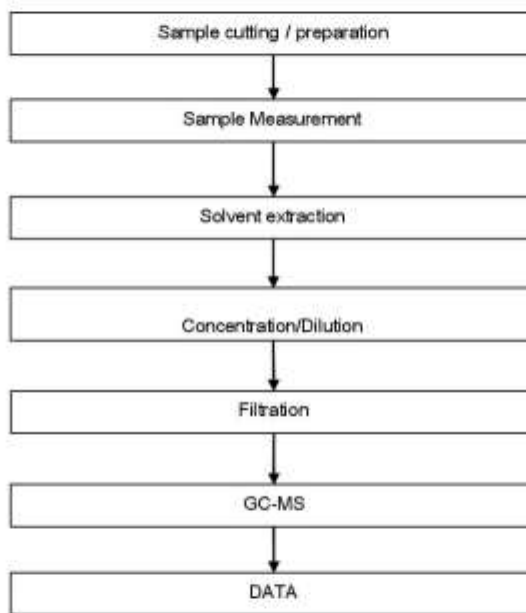 Sample cutting / preparation
Sample Measurement
Solvent extraction
Concentration/Dilution
Filtration
GC-MS
DATA